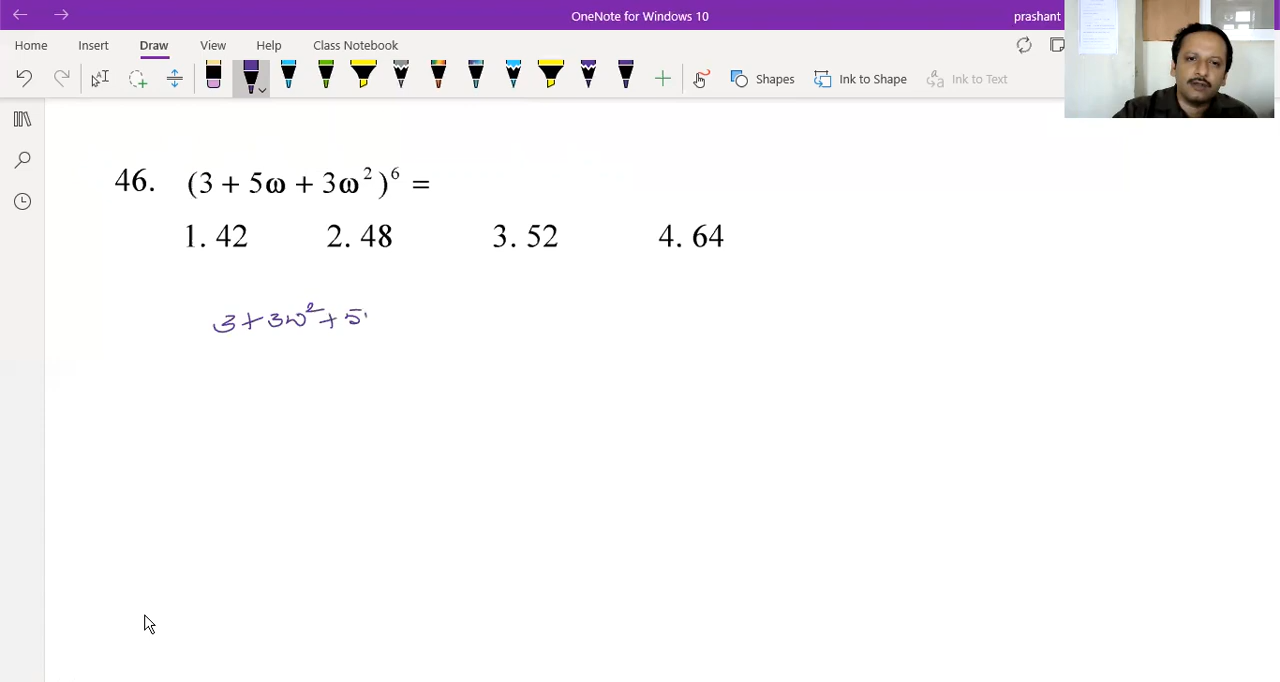 OneNote for Windows 10
prashant
Home Insert Draw View Help Class Notebook
Shapes Ink to Shape Ink to Text
46. (3 + 5ω + 3ω²)⁶ =
1. 42 2. 48 3. 52 4. 64
3+3ω²+5